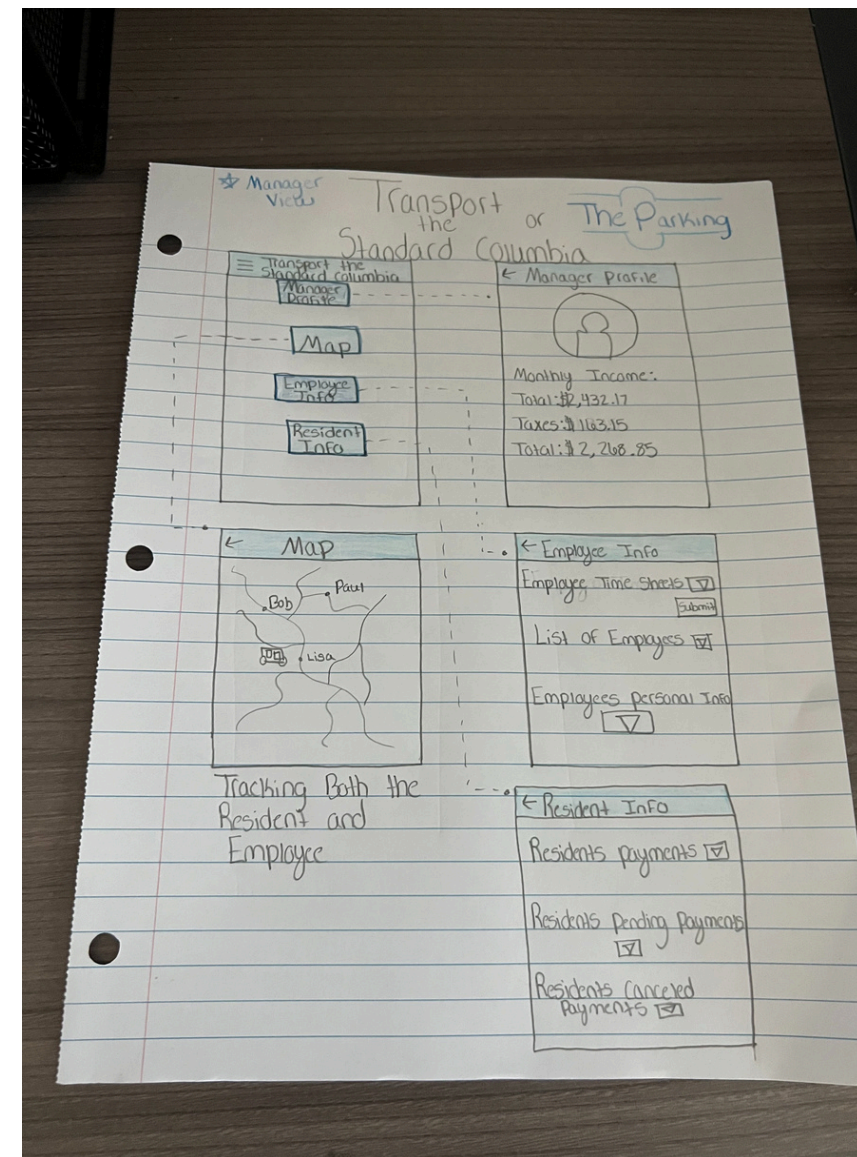 ☆ Manager
View
Transport
the
Standard Columbia
or
The Parking
☰ Transport the
Standard Columbia
Manager
Profile
Map
Employee
Info
Resident
Info
← Manager Profile
Monthly Income:
Total:$2,432.17
Taxes:$163.15
Total:$2,268.85
← Map
Bob
Paul
Lisa
Tracking Both the
Resident and
Employee
← Employee Info
Employee Time Sheets
Submit
List of Employees
Employees personal Info
← Resident Info
Residents payments
Residents pending payments
Residents canceled
payments